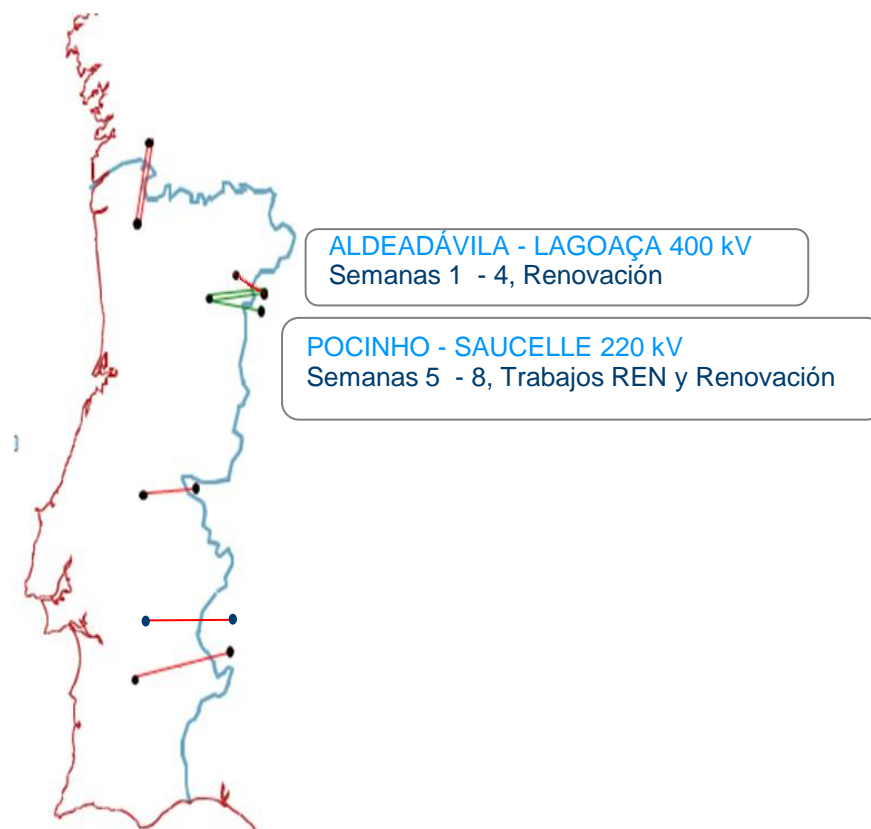 ALDEADÁVILA - LAGOAÇA 400 kV
Semanas 1 - 4, Renovación
POCINHO - SAUCELLE 220 kV
Semanas 5 - 8, Trabajos REN y Renovación